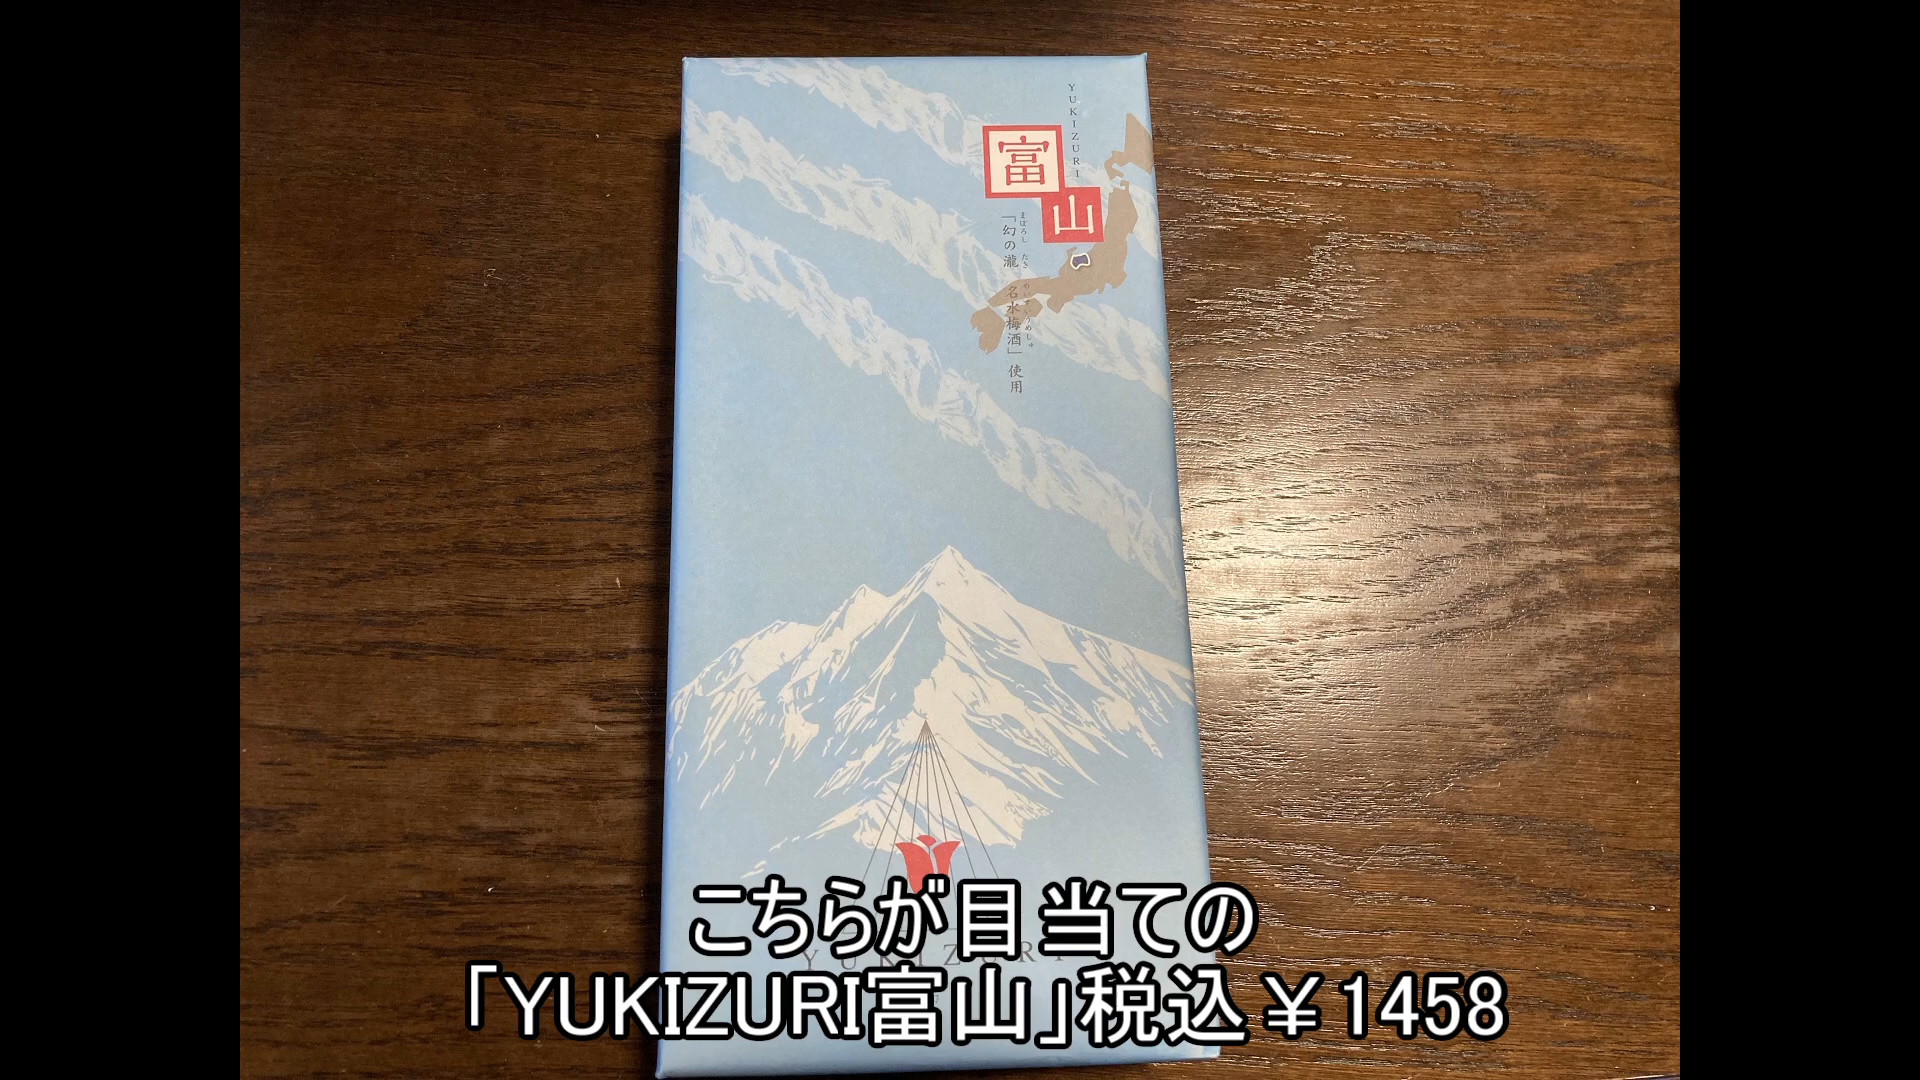 YUKIZURI
富山
「幻の瀧 名水梅酒」使用
まぼろし たき めいすいうめしゅ
YUKIZURI
こちらが目当ての
「YUKIZURI富山」税込￥1458